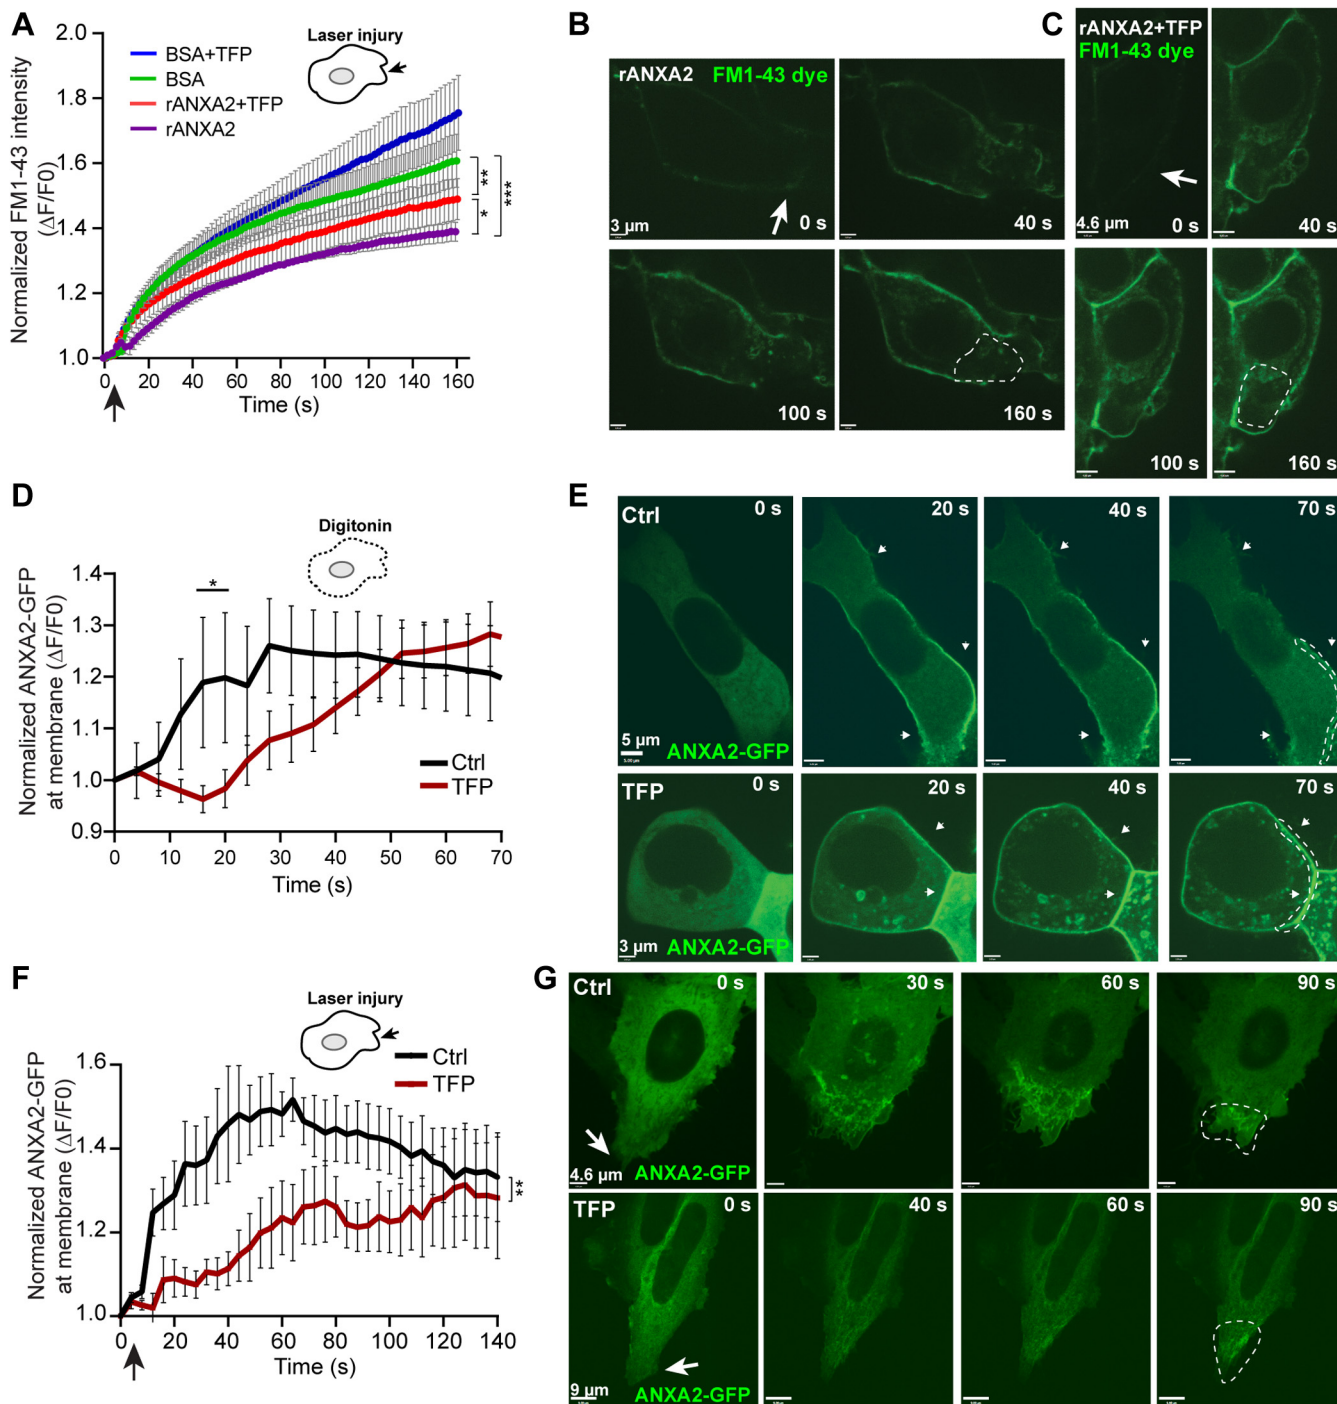 A
Laser injury
BSA+TFP
BSA
rANXA2+TFP
rANXA2
Normalized FM1-43 intensity
(ΔF/F0)
2.0
1.8
1.6
1.4
1.2
1.0
**
*
***
0 20 40 60 80 100 120 140 160
Time (s)
B
rANXA2 FM1-43 dye
3 µm
0 s
40 s
100 s
160 s
C
rANXA2+TFP
FM1-43 dye
4.6 µm
0 s
40 s
100 s
160 s
D
Digitonin
Normalized ANXA2-GFP
at membrane (ΔF/F0)
1.4
1.3
1.2
1.1
1.0
0.9
*
Ctrl
TFP
0 10 20 30 40 50 60 70
Time (s)
E
Ctrl
0 s
20 s
40 s
70 s
5 µm
ANXA2-GFP
TFP
0 s
20 s
40 s
70 s
3 µm
ANXA2-GFP
F
Laser injury
Ctrl
TFP
Normalized ANXA2-GFP
at membrane (ΔF/F0)
1.6
1.4
1.2
1.0
**
0 20 40 60 80 100 120 140
Time (s)
G
Ctrl
0 s
30 s
60 s
90 s
4.6 µm
ANXA2-GFP
TFP
0 s
40 s
60 s
90 s
9 µm
ANXA2-GFP